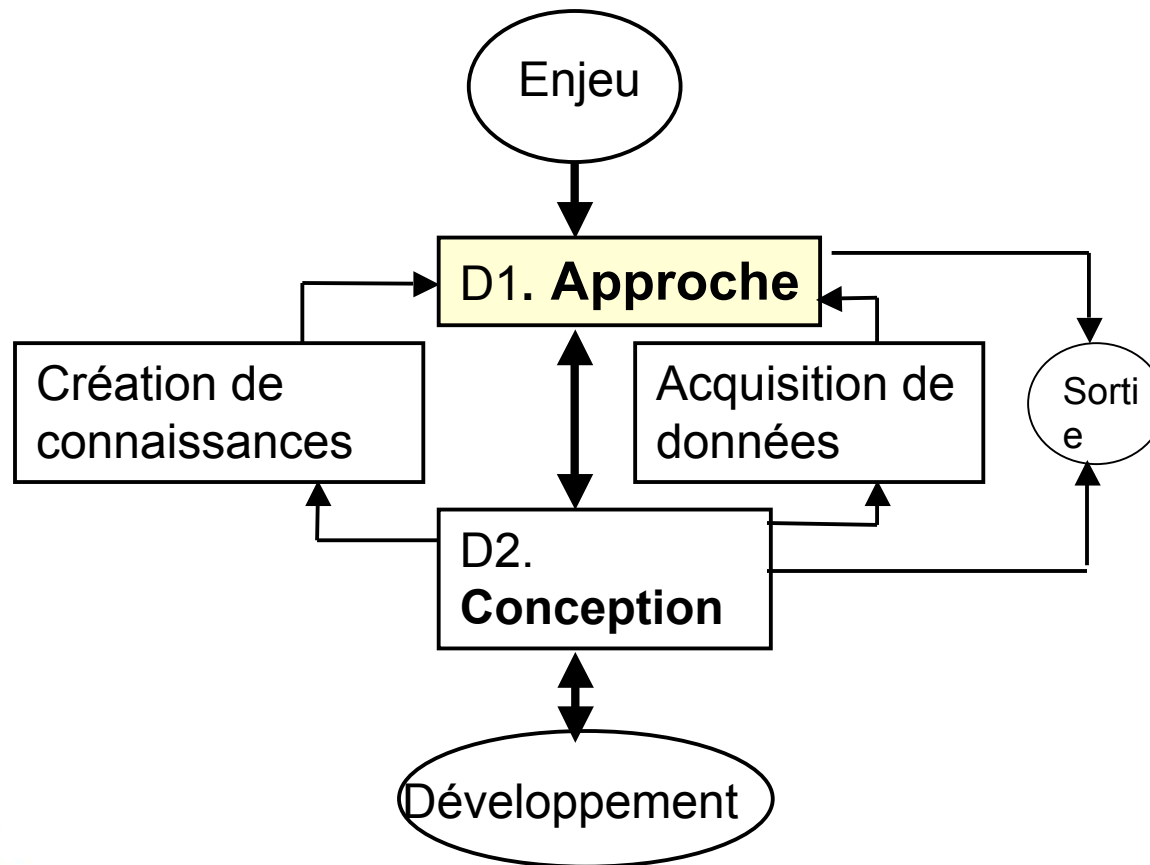 Enjeu
D1. Approche
Création de
connaissances
Acquisition de
données
Sorti
e
D2.
Conception
Développement